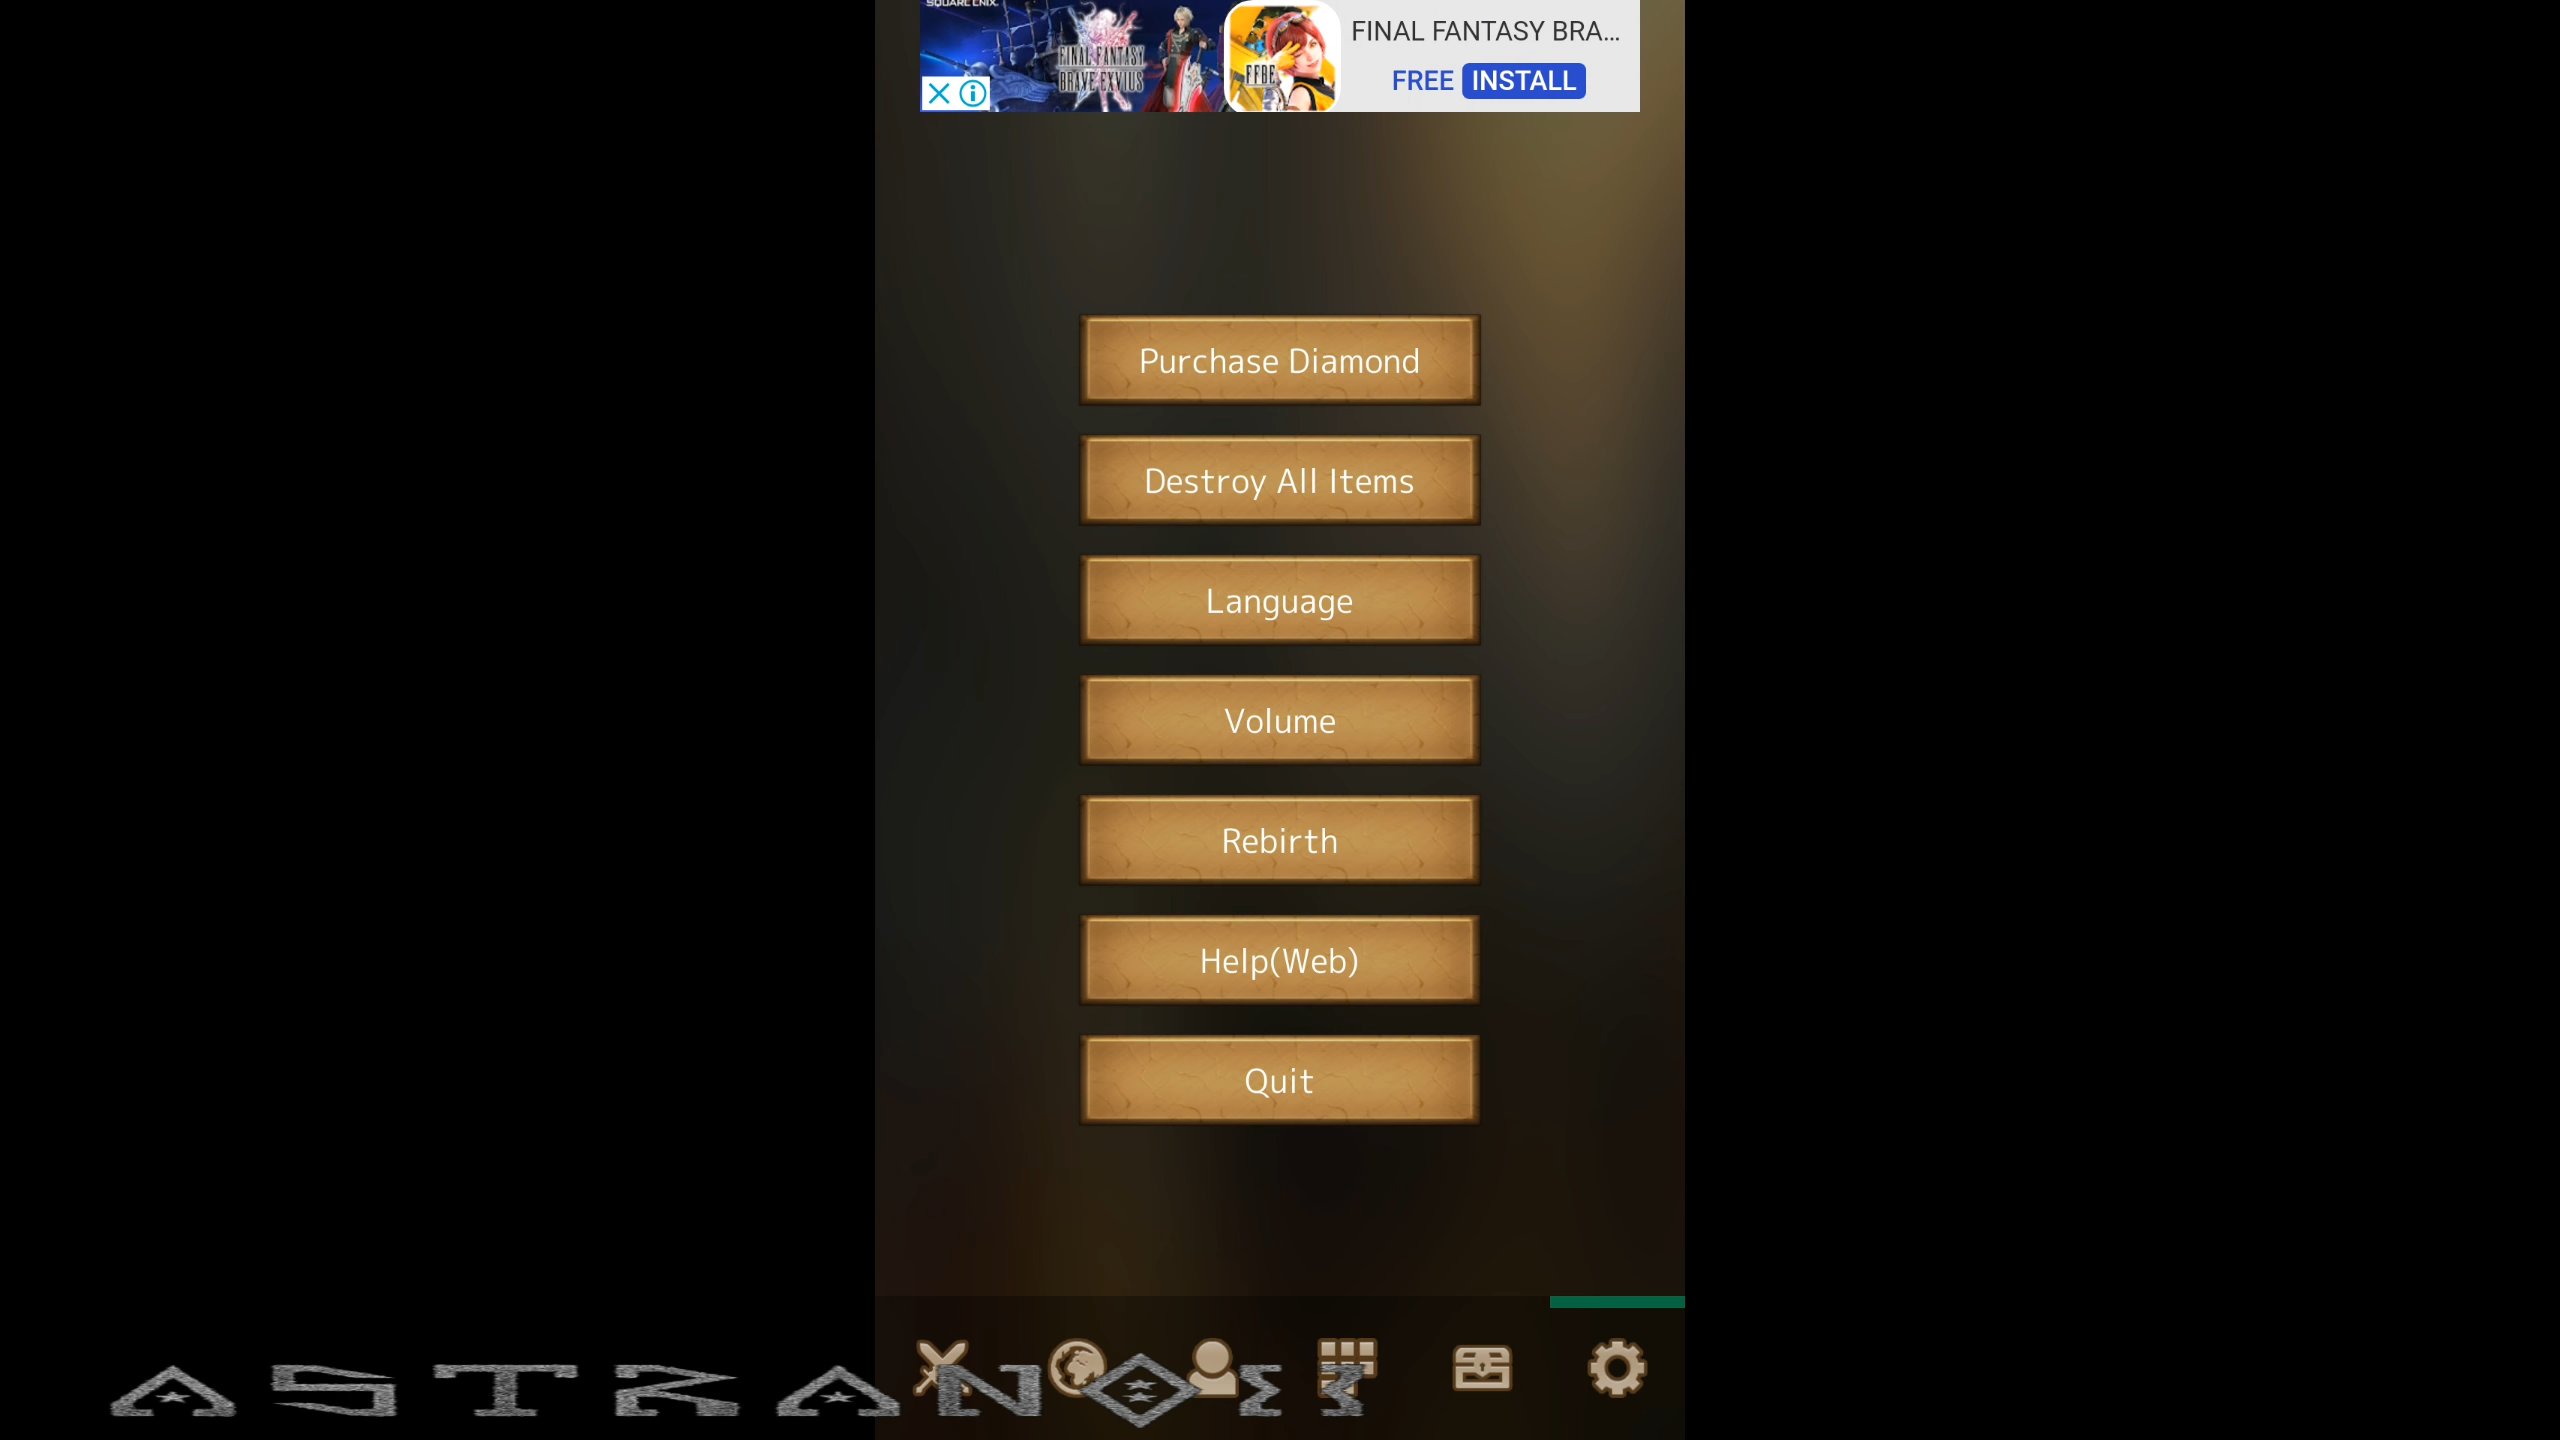 SQUARE ENIX
FINAL FANTASY
BRAVE EXVIUS
FFBE
FINAL FANTASY BRA...
FREE INSTALL
Purchase Diamond
Destroy All Items
Language
Volume
Rebirth
Help(Web)
Quit